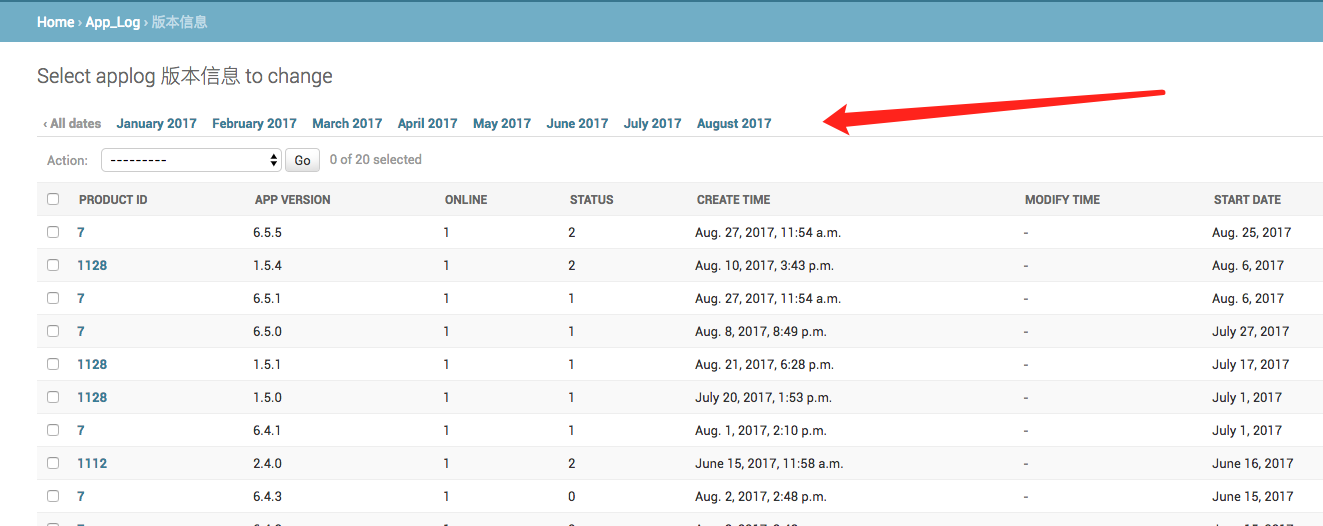 Home › App_Log › 版本信息
Select applog 版本信息 to change
‹ All dates January 2017 February 2017 March 2017 April 2017 May 2017 June 2017 July 2017 August 2017
Action: --------- Go 0 of 20 selected
PRODUCT ID APP VERSION ONLINE STATUS CREATE TIME MODIFY TIME START DATE
7 6.5.5 1 2 Aug. 27, 2017, 11:54 a.m. - Aug. 25, 2017
1128 1.5.4 1 2 Aug. 10, 2017, 3:43 p.m. - Aug. 6, 2017
7 6.5.1 1 1 Aug. 27, 2017, 11:54 a.m. - Aug. 6, 2017
7 6.5.0 1 1 Aug. 8, 2017, 8:49 p.m. - July 27, 2017
1128 1.5.1 1 1 Aug. 21, 2017, 6:28 p.m. - July 17, 2017
1128 1.5.0 1 1 July 20, 2017, 1:53 p.m. - July 1, 2017
7 6.4.1 1 1 Aug. 1, 2017, 2:10 p.m. - July 1, 2017
1112 2.4.0 1 2 June 15, 2017, 11:58 a.m. - June 16, 2017
7 6.4.3 1 0 Aug. 2, 2017, 2:48 p.m. - June 15, 2017